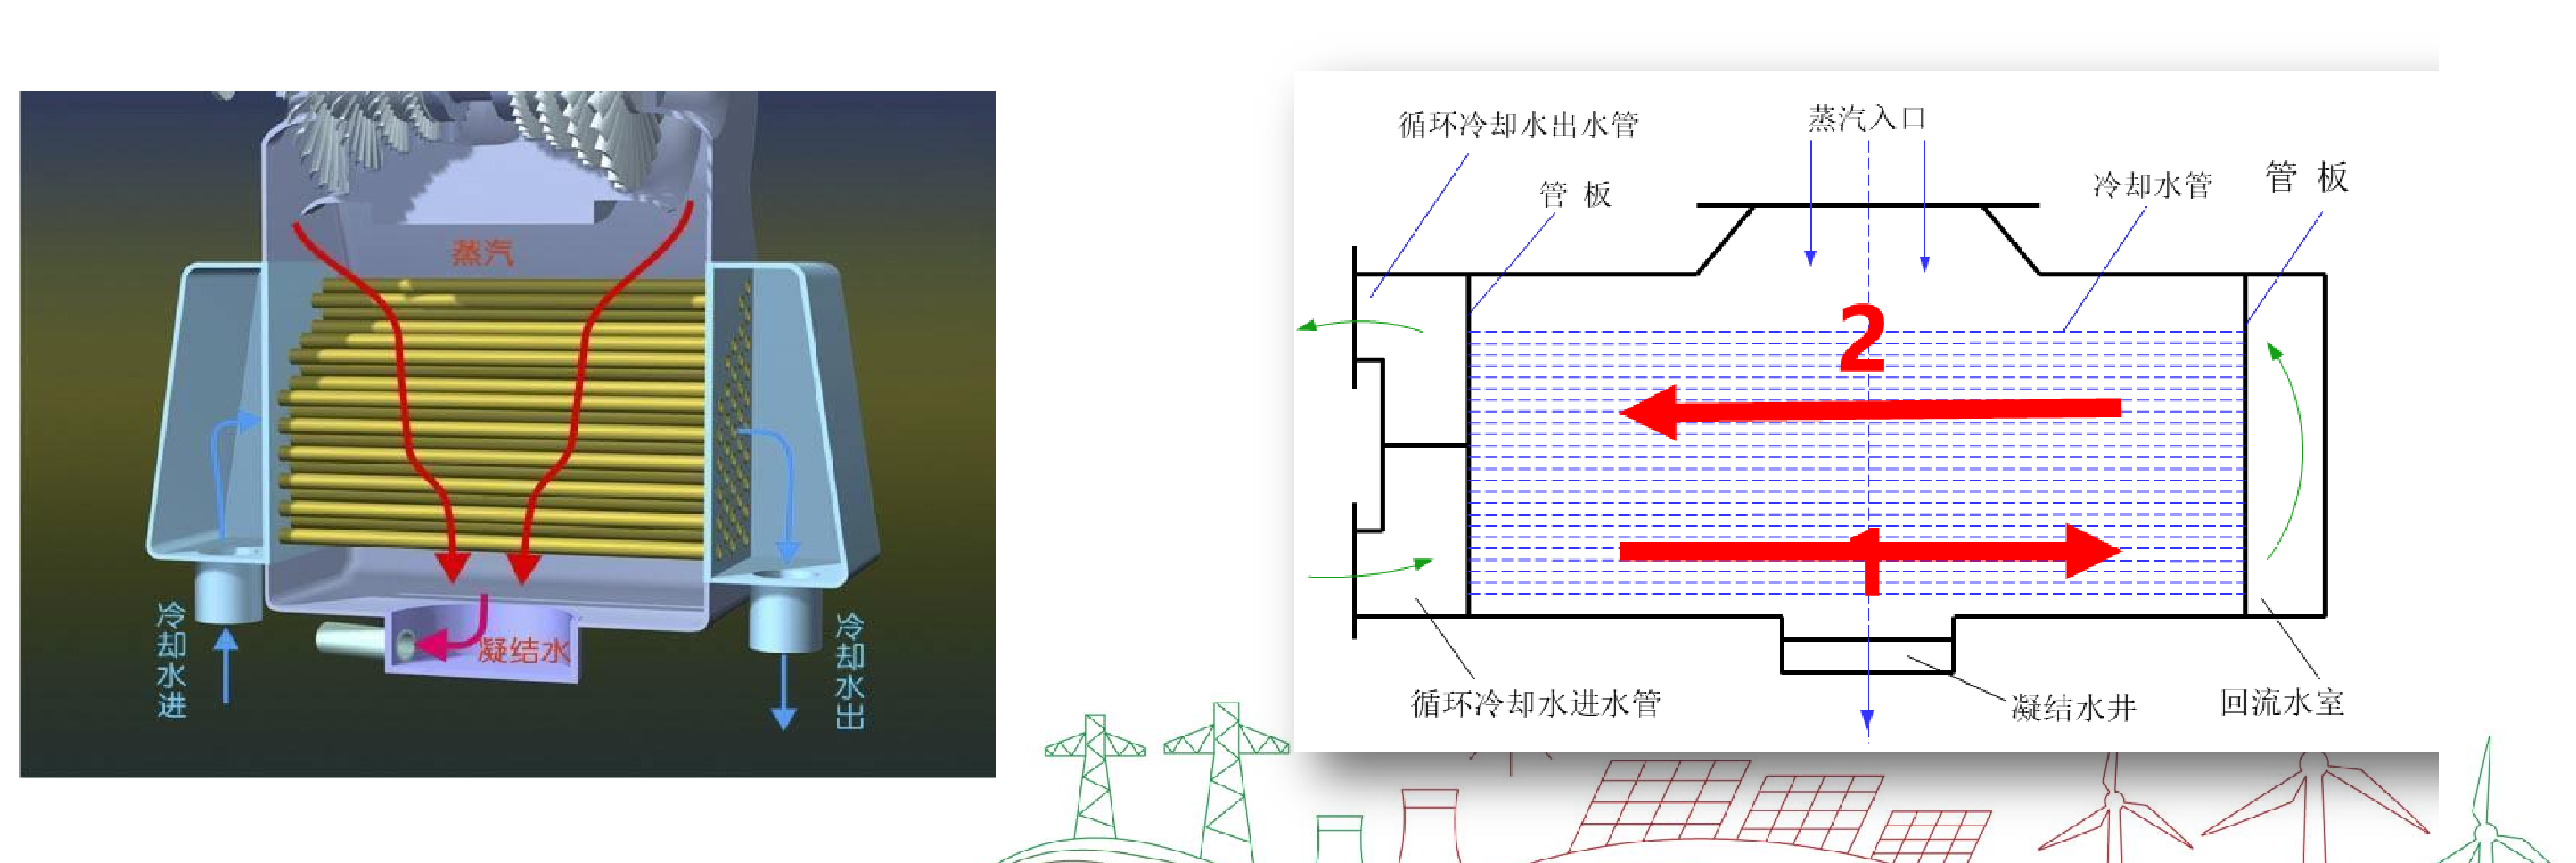 蒸汽
冷却水进
凝结水
冷却水出
循环冷却水出水管
蒸汽入口
管 板
冷却水管
管 板
2
1
循环冷却水进水管
凝结水井
回流水室